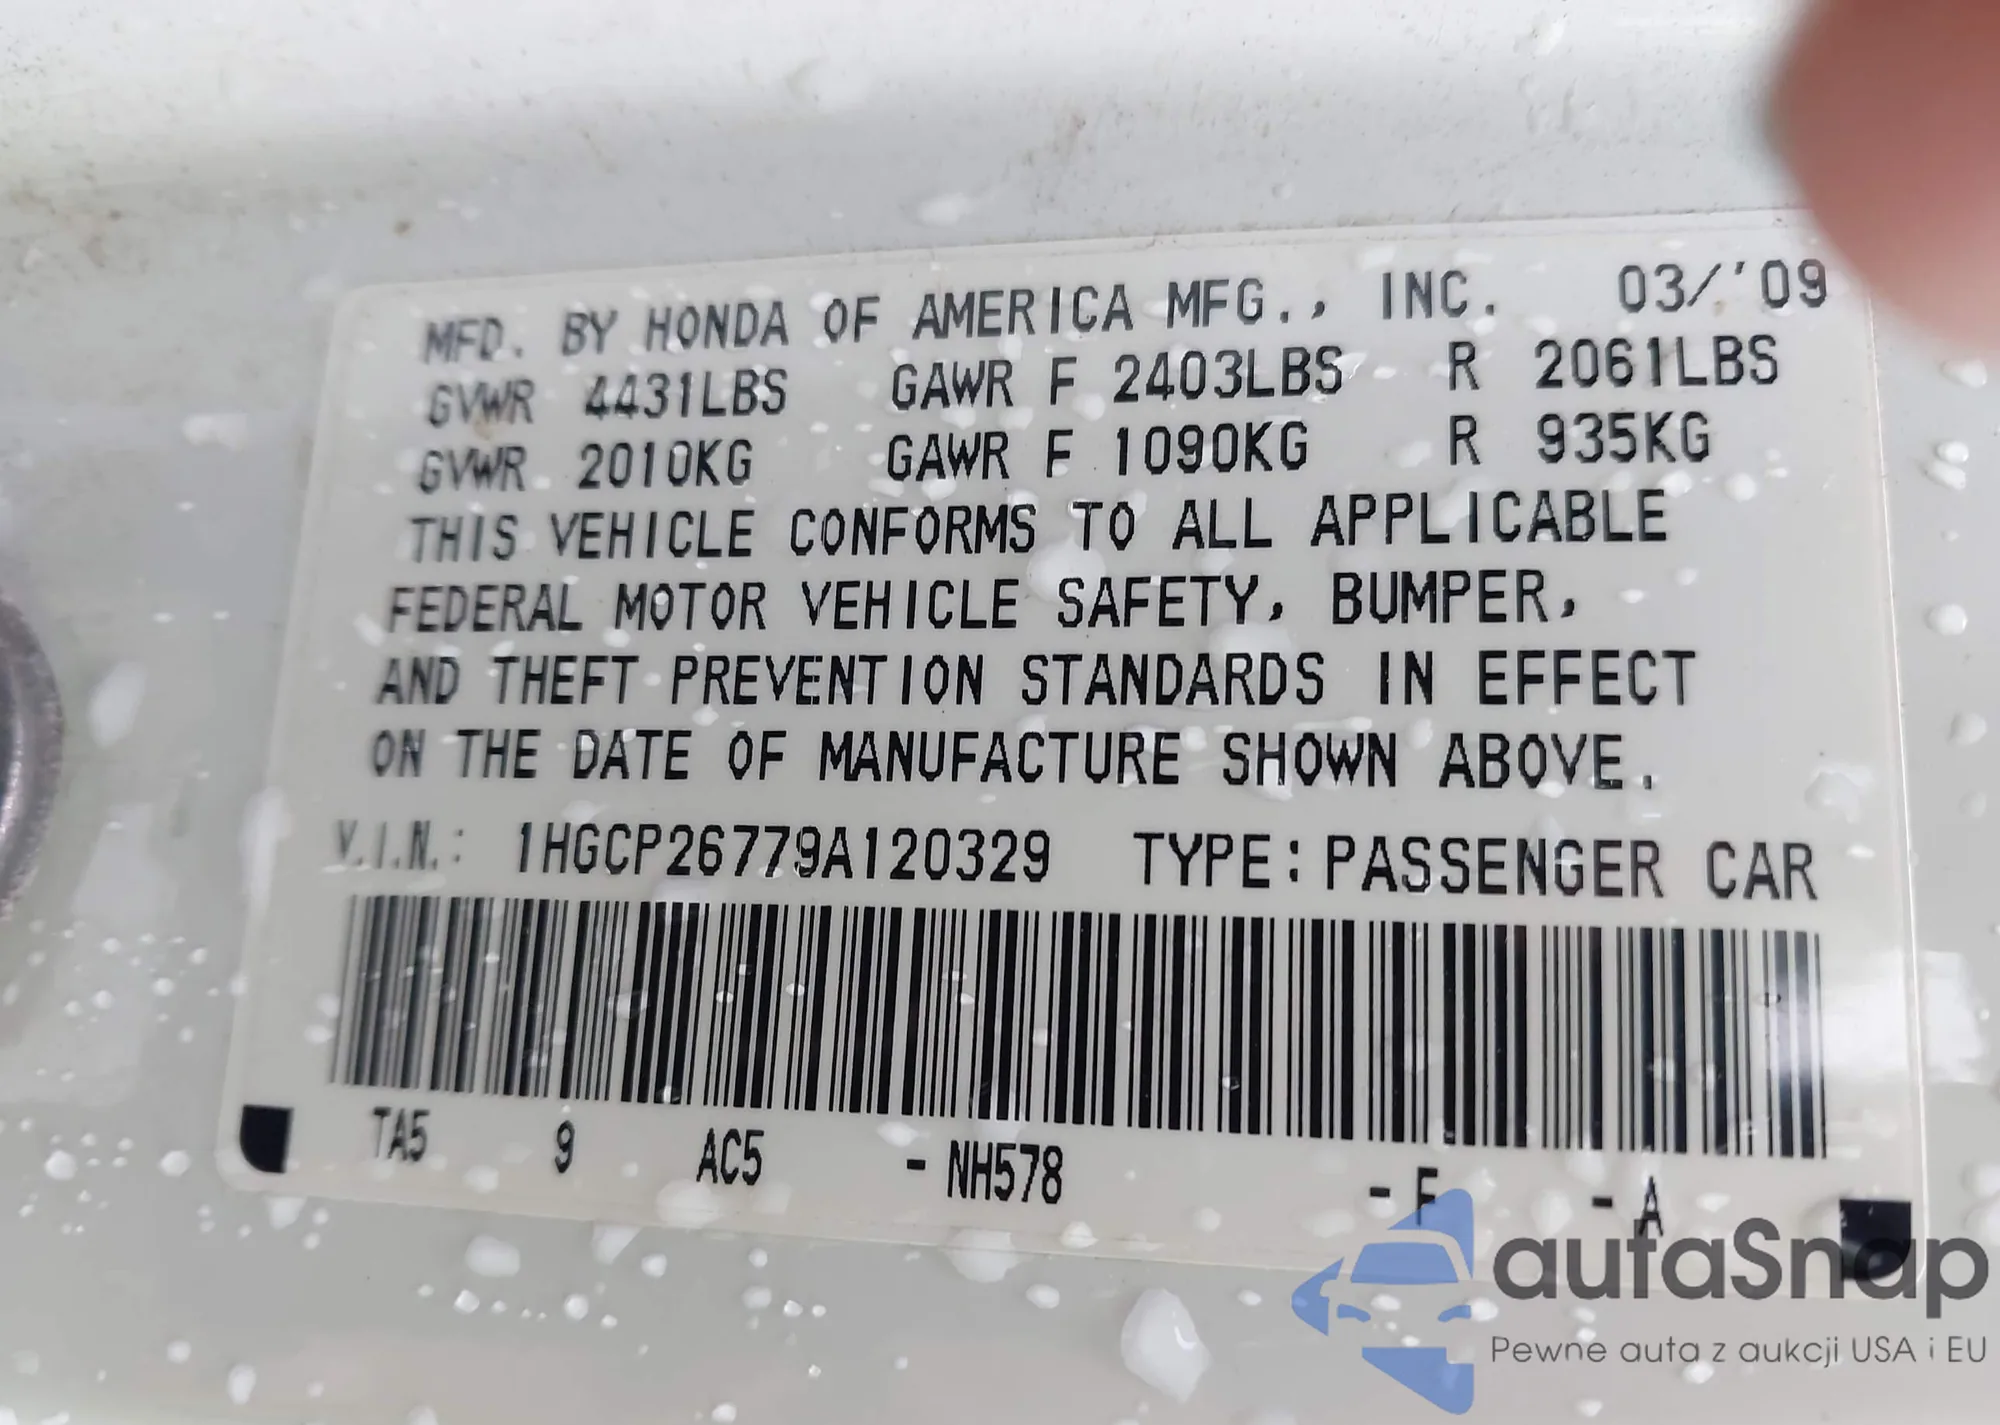 MFD. BY HONDA OF AMERICA MFG., INC. 03/'09
GVWR 4431LBS GAWR F 2403LBS R 2061LBS
GVWR 2010KG GAWR F 1090KG R 935KG
THIS VEHICLE CONFORMS TO ALL APPLICABLE
FEDERAL MOTOR VEHICLE SAFETY, BUMPER,
AND THEFT PREVENTION STANDARDS IN EFFECT
ON THE DATE OF MANUFACTURE SHOWN ABOVE.
V.I.N.: 1HGCP26779A120329 TYPE: PASSENGER CAR
TA5 9 AC5 - NH578 - F - A
autaSnap
Pewne auta z aukcji USA i EU